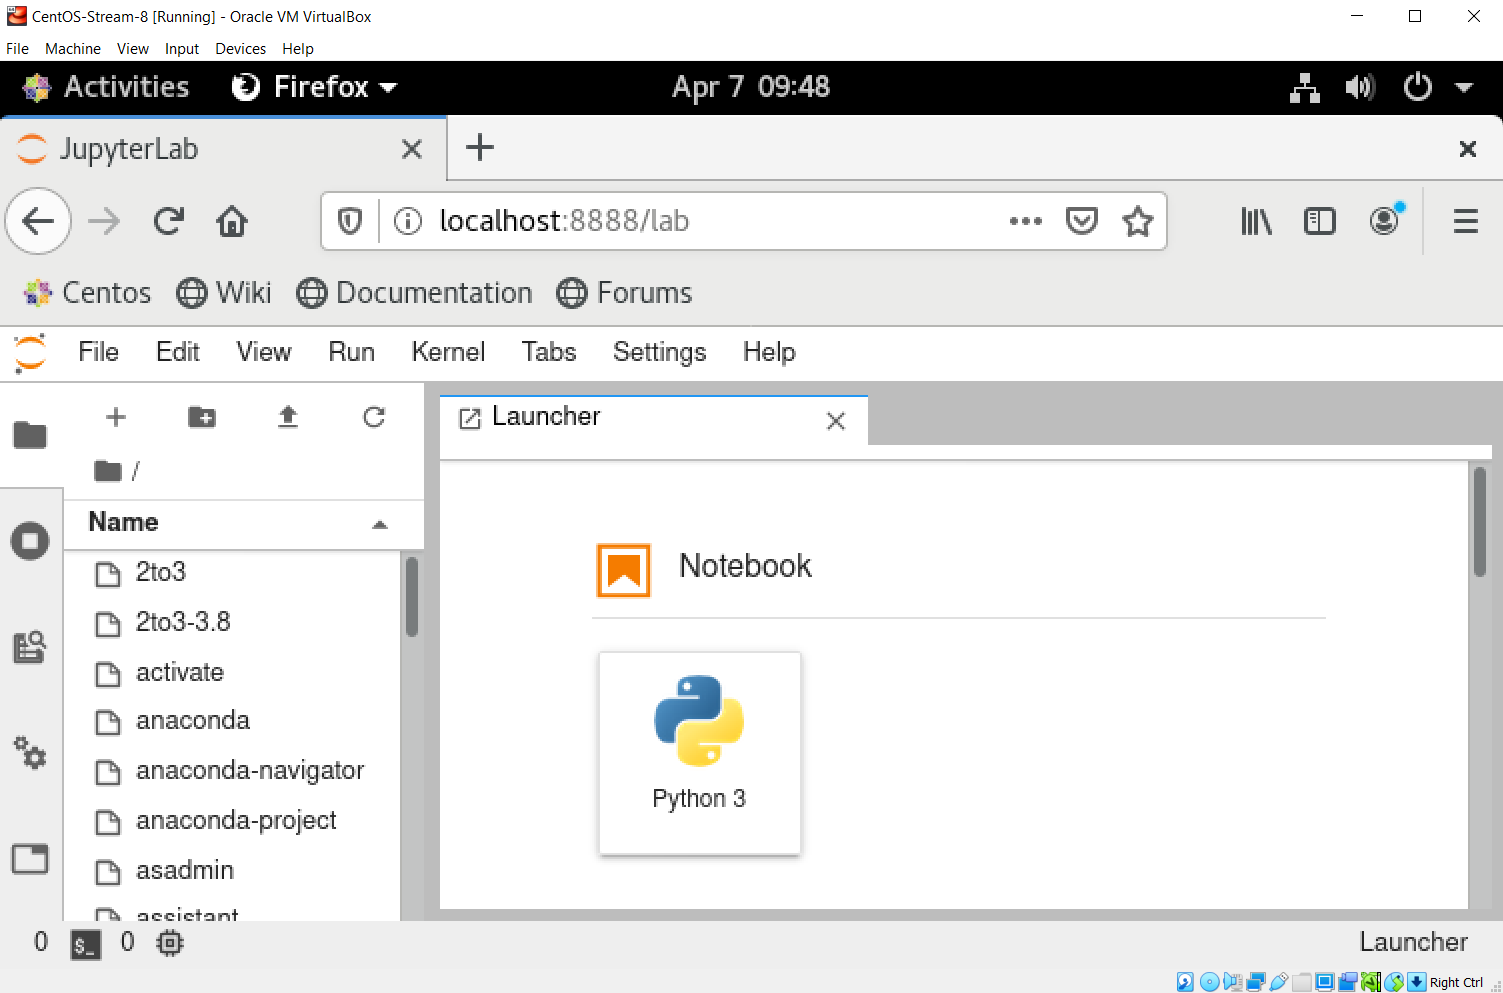 CentOS-Stream-8 [Running] - Oracle VM VirtualBox
File Machine View Input Devices Help
Activities Firefox Apr 7 09:48
JupyterLab
localhost:8888/lab
Centos Wiki Documentation Forums
File Edit View Run Kernel Tabs Settings Help
Launcher
/
Name
2to3
2to3-3.8
activate
anaconda
anaconda-navigator
anaconda-project
asadmin
assistant
Notebook
Python 3
0 $_ 0 Launcher
Right Ctrl